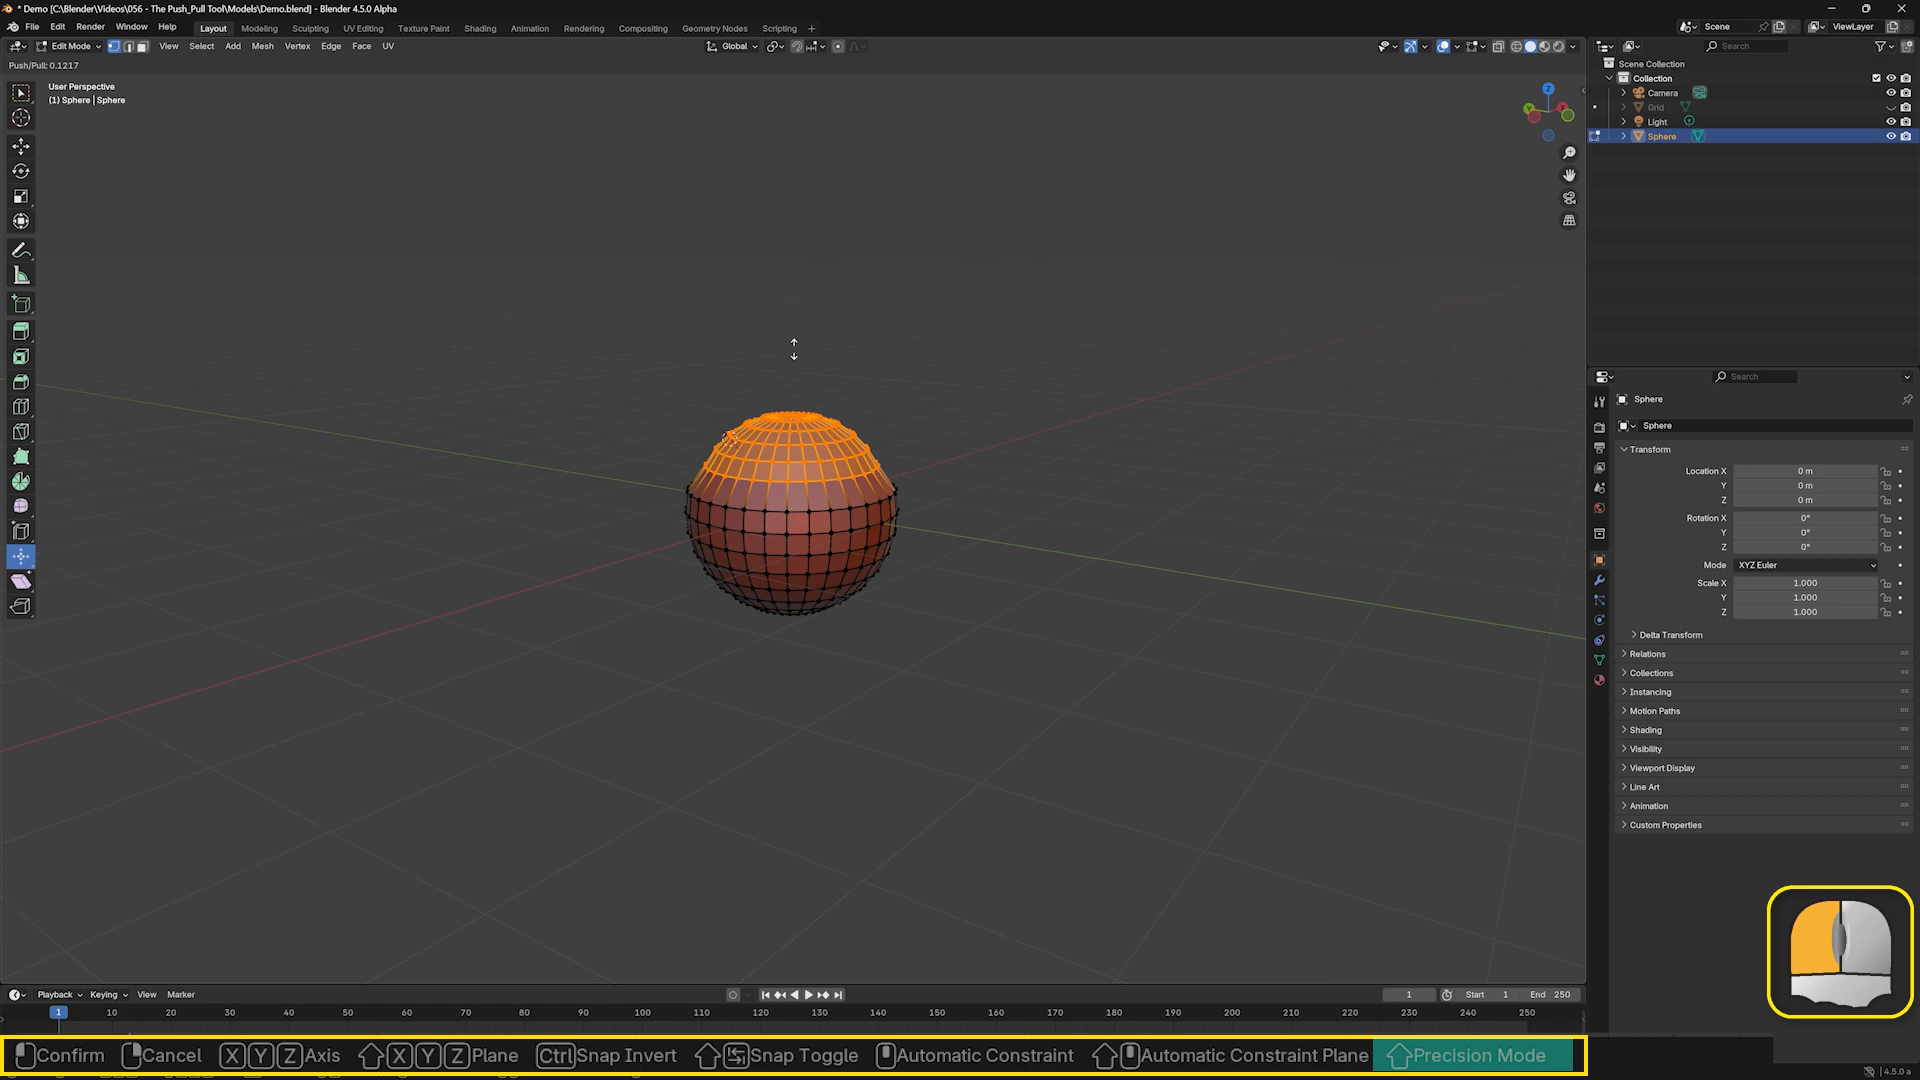 * Demo [C:\Blender\Videos\056 - The Push_Pull Tool\Models\Demo.blend] - Blender 4.5.0 Alpha
File Edit Render Window Help Layout Modeling Sculpting UV Editing Texture Paint Shading Animation Rendering Compositing Geometry Nodes Scripting + Scene ViewLayer
Edit Mode View Select Add Mesh Vertex Edge Face UV Global Search
Push/Pull: 0.1217
User Perspective
(1) Sphere | Sphere
Z
Y
X
Scene Collection
Collection
Camera
Grid
Light
Sphere
Search
Sphere
Sphere
Transform
Location X 0 m
Y 0 m
Z 0 m
Rotation X 0°
Y 0°
Z 0°
Mode XYZ Euler
Scale X 1.000
Y 1.000
Z 1.000
Delta Transform
Relations
Collections
Instancing
Motion Paths
Shading
Visibility
Viewport Display
Line Art
Animation
Custom Properties
Playback Keying View Marker 1 Start 1 End 250
1 10 20 30 40 50 60 70 80 90 100 110 120 130 140 150 160 170 180 190 200 210 220 230 240 250
Confirm Cancel X Y Z Axis X Y Z Plane Ctrl Snap Invert Snap Toggle Automatic Constraint Automatic Constraint Plane Precision Mode
4.5.0 a